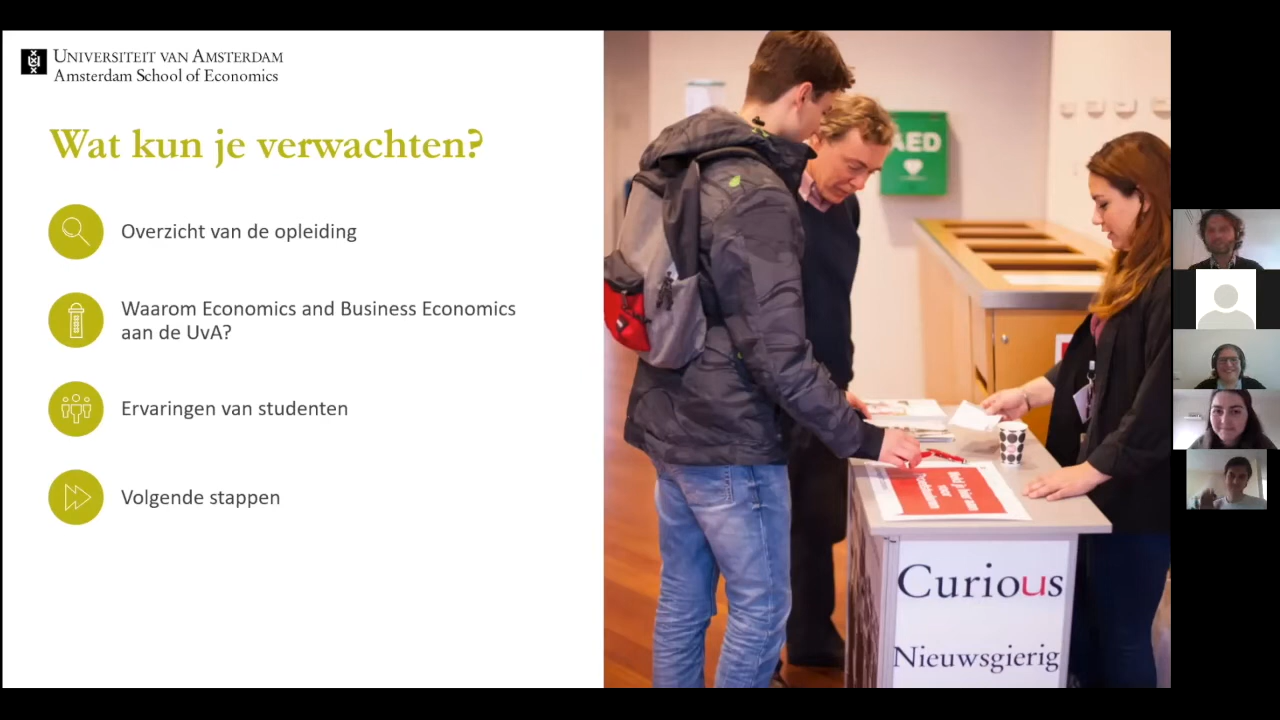 UNIVERSITEIT VAN AMSTERDAM
Amsterdam School of Economics
Wat kun je verwachten?
Overzicht van de opleiding
Waarom Economics and Business Economics
aan de UvA?
Ervaringen van studenten
Volgende stappen
AED
Curious
Nieuwsgierig